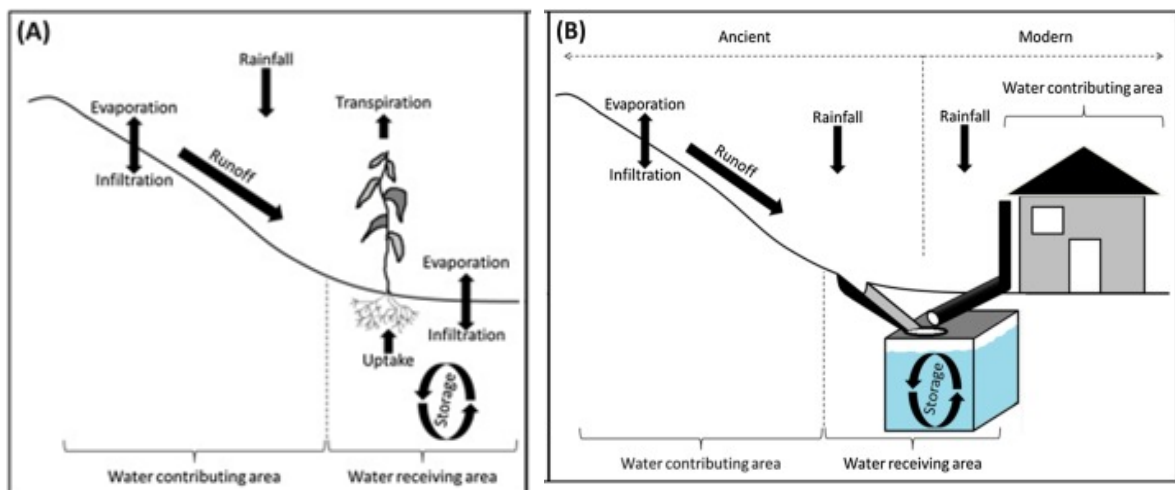 (A)
Rainfall
Evaporation
Transpiration
Runoff
Infiltration
Evaporation
Infiltration
Uptake
Storage
Water contributing area
Water receiving area
(B)
Ancient
Modern
Water contributing area
Evaporation
Rainfall
Rainfall
Runoff
Infiltration
Storage
Water contributing area
Water receiving area